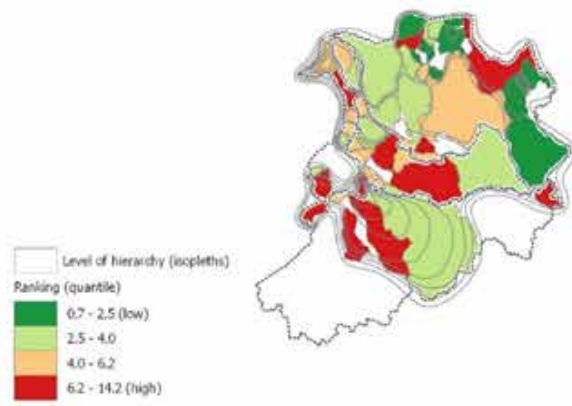 Level of hierarchy (isopleths)
Ranking (quantile)
0.7 - 2.5 (low)
2.5 - 4.0
4.0 - 6.2
6.2 - 14.2 (high)